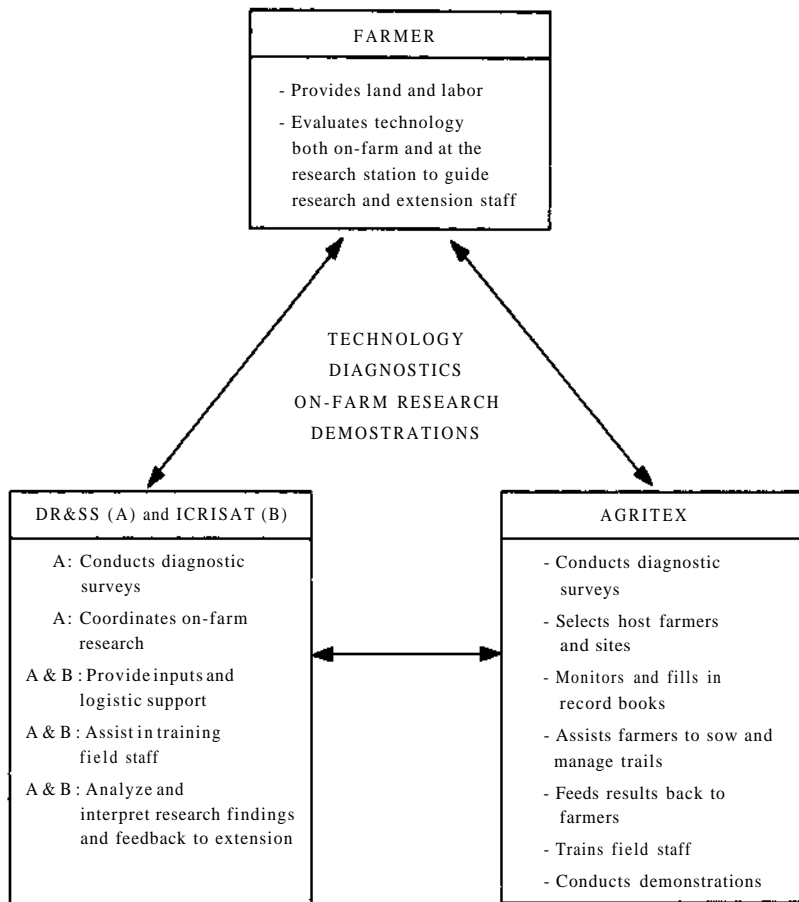 FARMER
- Provides land and labor
- Evaluates technology
both on-farm and at the
research station to guide
research and extension staff
TECHNOLOGY
DIAGNOSTICS
ON-FARM RESEARCH
DEMOSTRATIONS
DR&SS (A) and ICRISAT (B)
A: Conducts diagnostic
surveys
A: Coordinates on-farm
research
A & B: Provide inputs and
logistic support
A & B: Assist in training
field staff
A & B: Analyze and
interpret research findings
and feedback to extension
AGRITEX
- Conducts diagnostic
surveys
- Selects host farmers
and sites
- Monitors and fills in
record books
- Assists farmers to sow and
manage trails
- Feeds results back to
farmers
- Trains field staff
- Conducts demonstrations